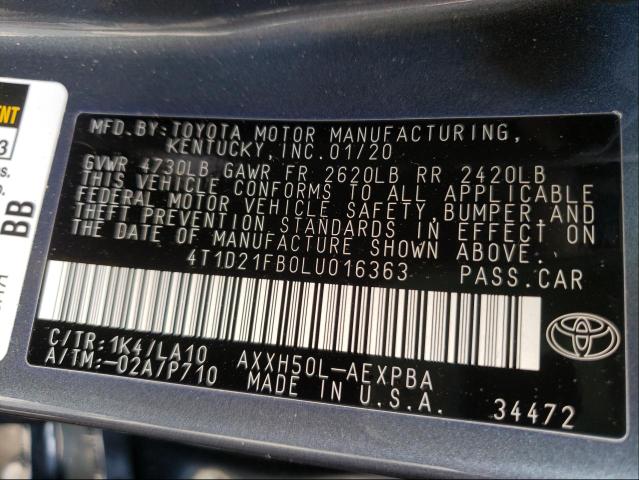 MFD.BY:TOYOTA MOTOR MANUFACTURING,
KENTUCKY, INC.01/20
GVWR 4730LB GAWR FR 2620LB RR 2420LB
THIS VEHICLE CONFORMS TO ALL APPLICABLE
FEDERAL MOTOR VEHICLE SAFETY, BUMPER, AND
THEFT PREVENTION STANDARDS IN EFFECT ON
THE DATE OF MANUFACTURE SHOWN ABOVE.
4T1D21FB0LU016363 PASS.CAR
C/TR:1K4/LA10 AXXH50L-AEXPBA
A/TM:-02A/P710 MADE IN U.S.A.
34472
BB